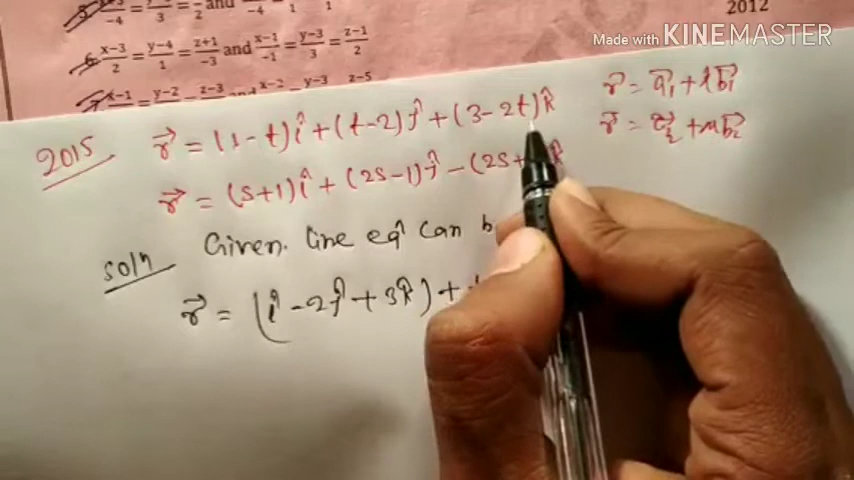 2012
Made with KINEMASTER
6. x-3/2 = y-4/1 = z+1/-3 and x-1/-1 = y-3/3 = z-1/2
2015 r⃗ = (1-t)î + (t-2)ĵ + (3-2t)k̂ r⃗ = a⃗₁ + λb⃗₁
r⃗ = (s+1)î + (2s-1)ĵ - (2s+ k̂ r⃗ = a⃗₂ + μb⃗₂
Soln Given. line eqn can b
r⃗ = (î - 2ĵ + 3k̂) +